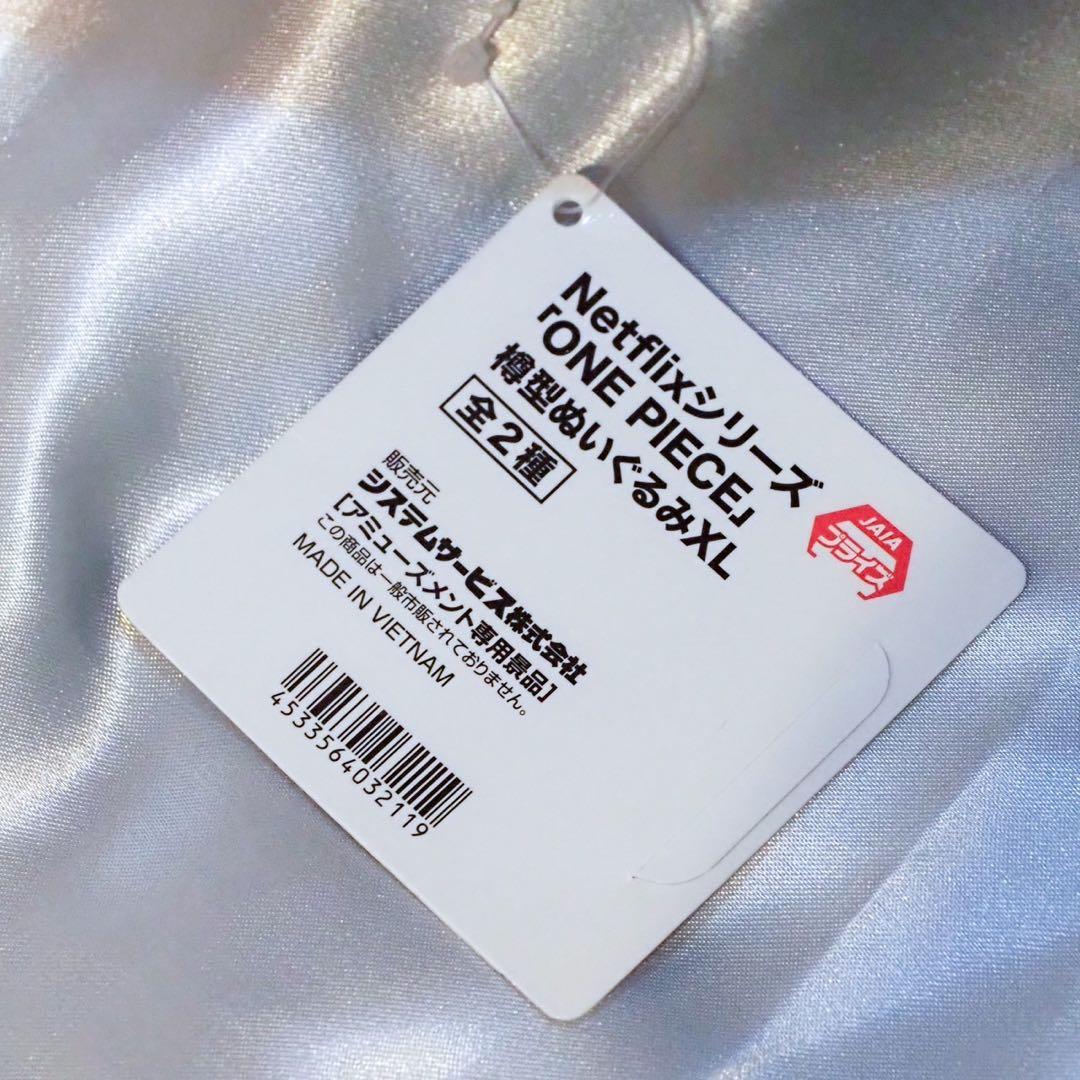 Netflixシリーズ
「ONE PIECE」
樽型ぬいぐるみXL
全2種
JAIA
プライズ
販売元
システムサービス株式会社
[アミューズメント専用景品]
この商品は一般市販されておりません。
MADE IN VIETNAM
4533564032119